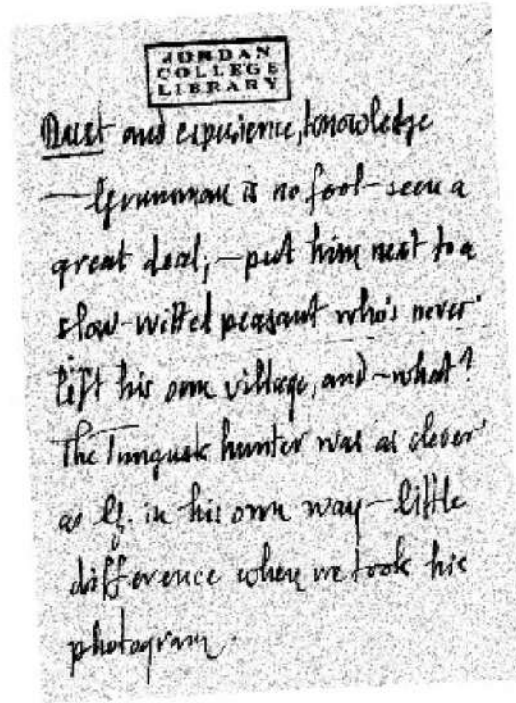 JORDAN
COLLEGE
LIBRARY
Dust and experience, knowledge
—Grumman is no fool—seen a
great deal;—put him next to a
slow-witted peasant who's never
left his own village, and—what?
The Tungusk hunter was as clever
as G. in his own way—little
difference when we took his
photogram.